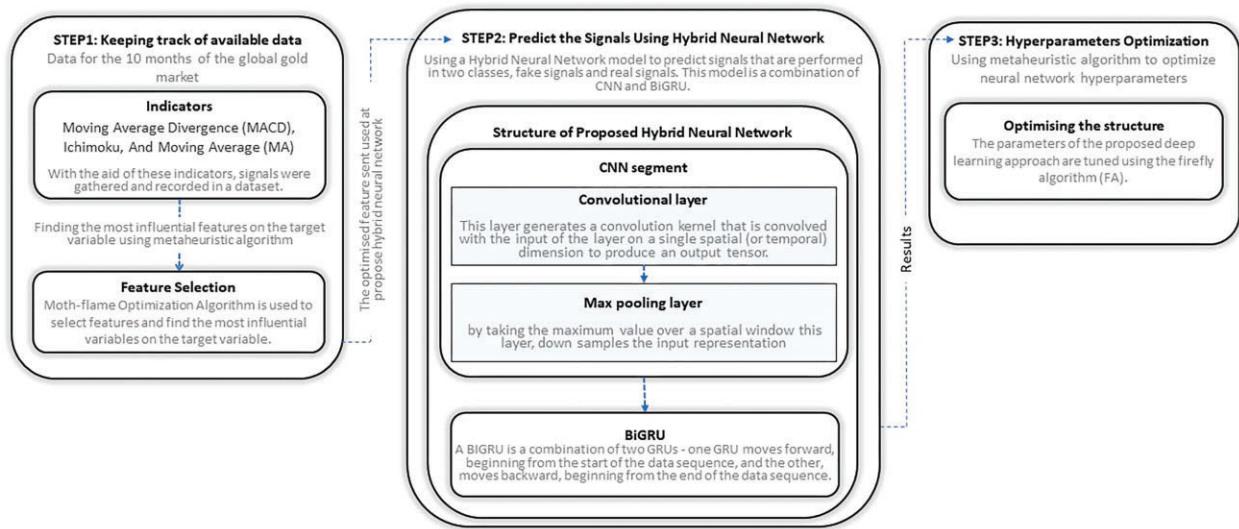 STEP1: Keeping track of available data
Data for the 10 months of the global gold
market
Indicators
Moving Average Divergence (MACD),
Ichimoku, And Moving Average (MA)
With the aid of these indicators, signals were
gathered and recorded in a dataset.
Finding the most influential features on the target
variable using metaheuristic algorithm
Feature Selection
Moth-flame Optimization Algorithm is used to
select features and find the most influential
variables on the target variable.
The optimised feature sent used at
propose hybrid neural network
STEP2: Predict the Signals Using Hybrid Neural Network
Using a Hybrid Neural Network model to predict signals that are performed
in two classes, fake signals and real signals. This model is a combination of
CNN and BiGRU.
Structure of Proposed Hybrid Neural Network
CNN segment
Convolutional layer
This layer generates a convolution kernel that is convolved
with the input of the layer on a single spatial (or temporal)
dimension to produce an output tensor.
Max pooling layer
by taking the maximum value over a spatial window this
layer, down samples the input representation
BiGRU
A BIGRU is a combination of two GRUs - one GRU moves forward,
beginning from the start of the data sequence, and the other,
moves backward, beginning from the end of the data sequence.
Results
STEP3: Hyperparameters Optimization
Using metaheuristic algorithm to optimize
neural network hyperparameters
Optimising the structure
The parameters of the proposed deep
learning approach are tuned using the firefly
algorithm (FA).